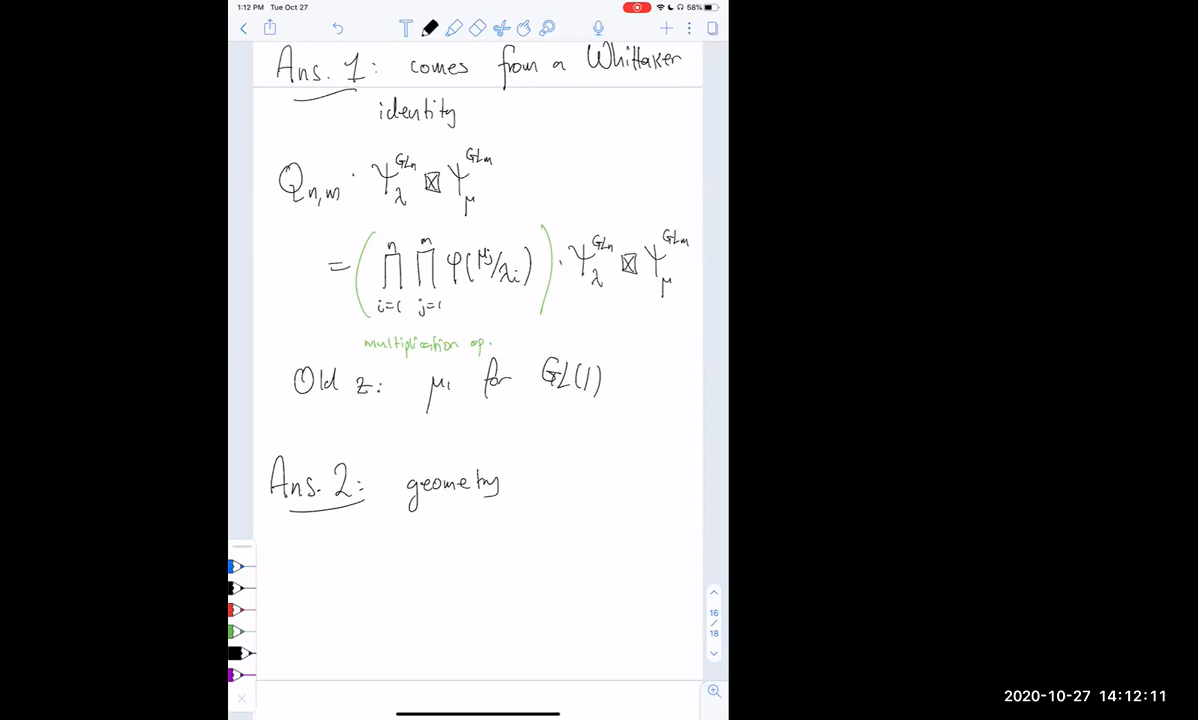 1:12 PM Tue Oct 27
58%
Ans. 1: comes from a Whittaker
identity
Q_{n,m} · Ψ_λ^{GL_n} ⊠ Ψ_μ^{GL_m}
= ( ∏_{i=1}^{n} ∏_{j=1}^{m} φ(μ_j/λ_i) ) · Ψ_λ^{GL_n} ⊠ Ψ_μ^{GL_m}
multiplication op.
Old z: μ_1 for GL(1)
Ans. 2: geometry
16
/
18
2020-10-27 14:12:11